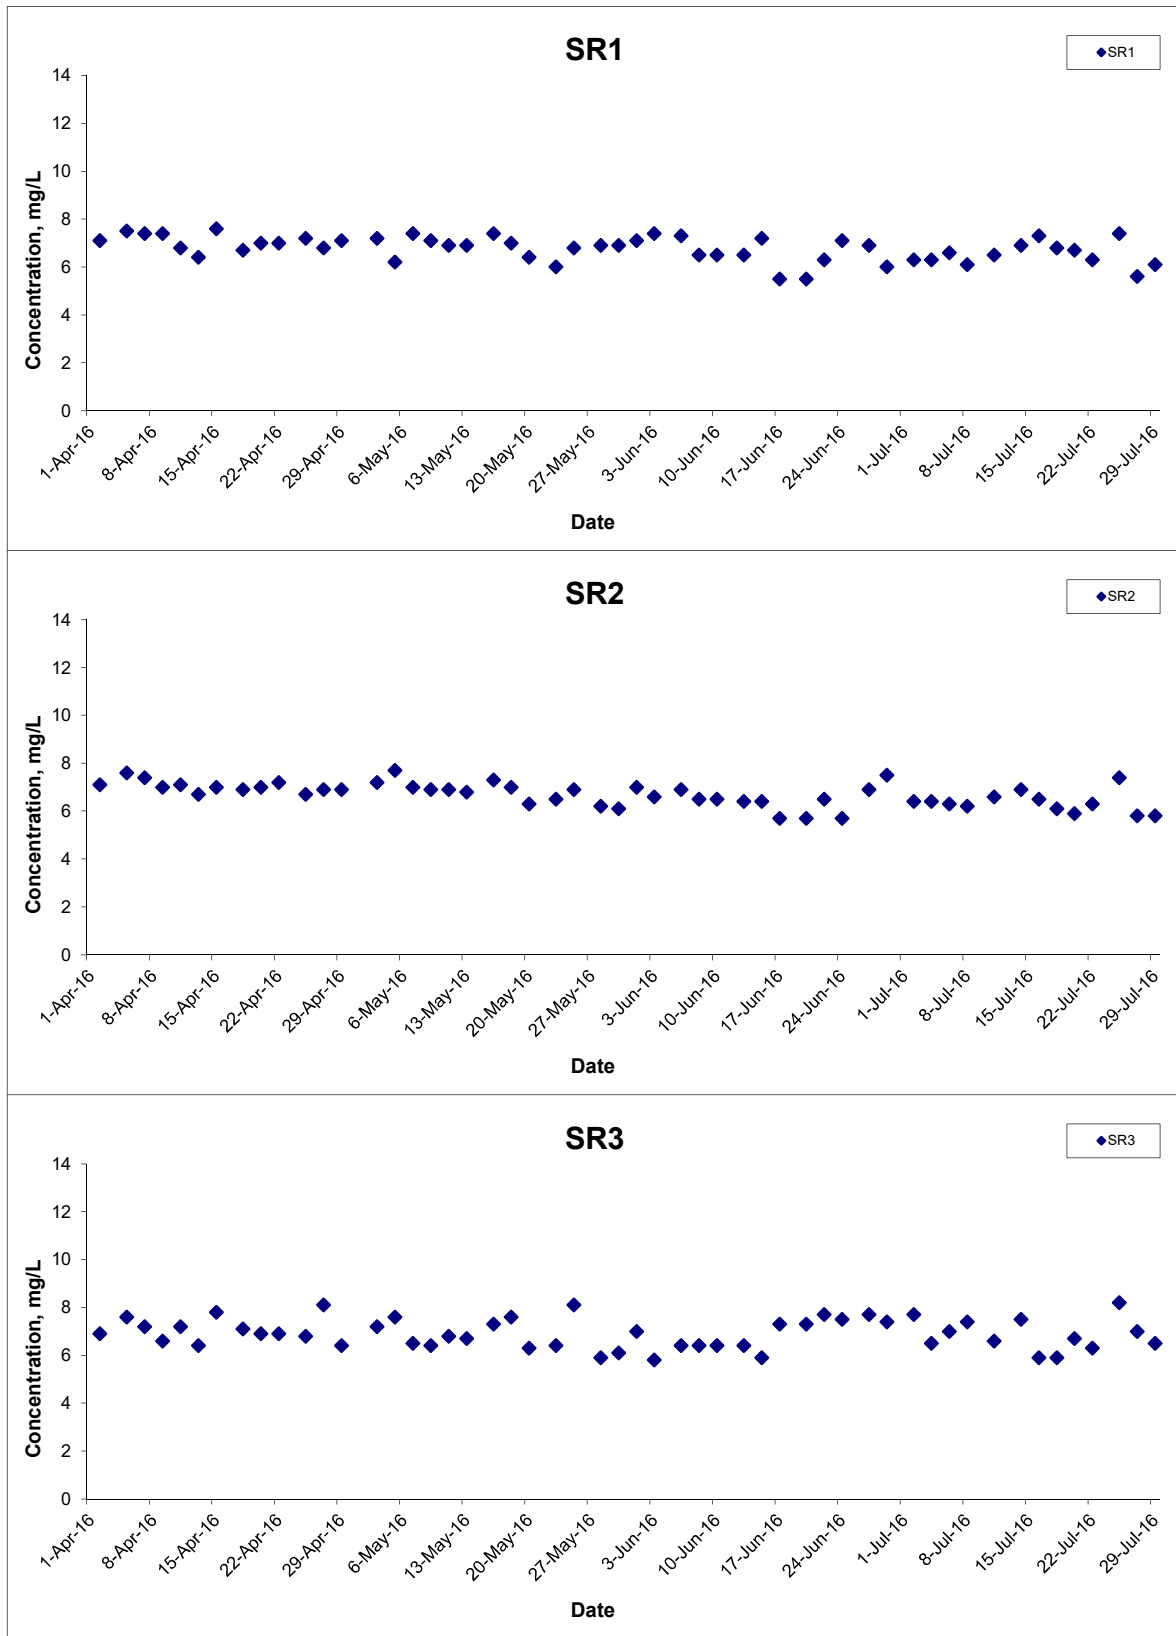 SR1
SR1
14
12
10
8
6
4
2
0
Concentration, mg/L
1-Apr-16
8-Apr-16
15-Apr-16
22-Apr-16
29-Apr-16
6-May-16
13-May-16
20-May-16
27-May-16
3-Jun-16
10-Jun-16
17-Jun-16
24-Jun-16
1-Jul-16
8-Jul-16
15-Jul-16
22-Jul-16
29-Jul-16
Date
SR2
SR2
14
12
10
8
6
4
2
0
Concentration, mg/L
1-Apr-16
8-Apr-16
15-Apr-16
22-Apr-16
29-Apr-16
6-May-16
13-May-16
20-May-16
27-May-16
3-Jun-16
10-Jun-16
17-Jun-16
24-Jun-16
1-Jul-16
8-Jul-16
15-Jul-16
22-Jul-16
29-Jul-16
Date
SR3
SR3
14
12
10
8
6
4
2
0
Concentration, mg/L
1-Apr-16
8-Apr-16
15-Apr-16
22-Apr-16
29-Apr-16
6-May-16
13-May-16
20-May-16
27-May-16
3-Jun-16
10-Jun-16
17-Jun-16
24-Jun-16
1-Jul-16
8-Jul-16
15-Jul-16
22-Jul-16
29-Jul-16
Date